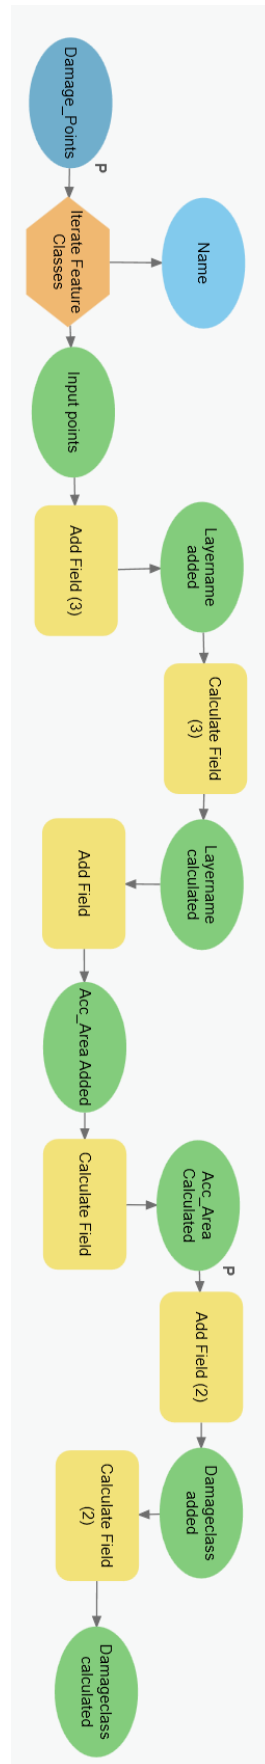 Damage_Points
P
Iterate Feature
Classes
Name
Input points
Add Field (3)
Layername
added
Calculate Field
(3)
Layername
calculated
Add Field
Acc_Area Added
Calculate Field
Acc_Area
Calculated
P
Add Field (2)
Damageclass
added
Calculate Field
(2)
Damageclass
calculated